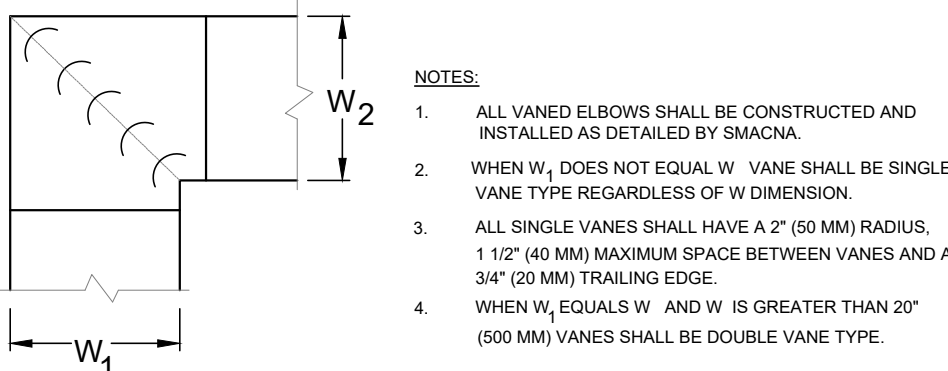 W2
W1
NOTES:
1. ALL VANED ELBOWS SHALL BE CONSTRUCTED AND
INSTALLED AS DETAILED BY SMACNA.
2. WHEN W1 DOES NOT EQUAL W VANE SHALL BE SINGLE
VANE TYPE REGARDLESS OF W DIMENSION.
3. ALL SINGLE VANES SHALL HAVE A 2" (50 MM) RADIUS,
1 1/2" (40 MM) MAXIMUM SPACE BETWEEN VANES AND A
3/4" (20 MM) TRAILING EDGE.
4. WHEN W1 EQUALS W AND W IS GREATER THAN 20"
(500 MM) VANES SHALL BE DOUBLE VANE TYPE.